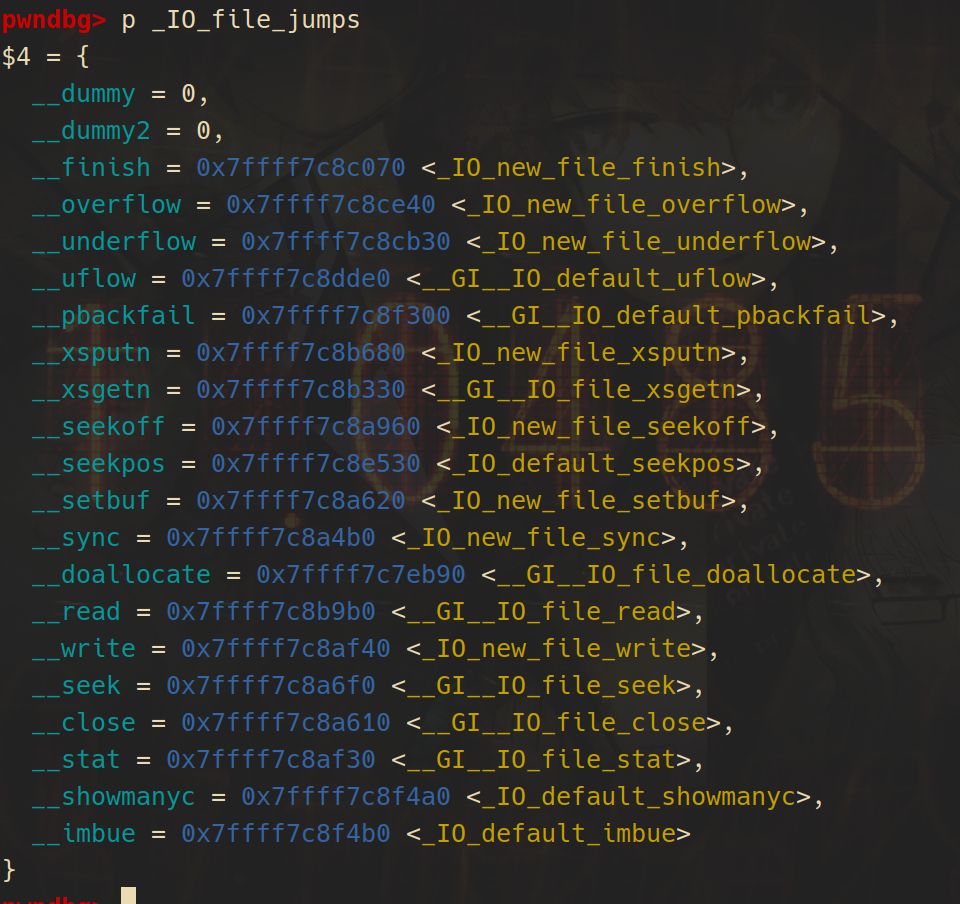 pwndbg> p _IO_file_jumps
$4 = {
  __dummy = 0,
  __dummy2 = 0,
  __finish = 0x7ffff7c8c070 <_IO_new_file_finish>,
  __overflow = 0x7ffff7c8ce40 <_IO_new_file_overflow>,
  __underflow = 0x7ffff7c8cb30 <_IO_new_file_underflow>,
  __uflow = 0x7ffff7c8dde0 <__GI__IO_default_uflow>,
  __pbackfail = 0x7ffff7c8f300 <__GI__IO_default_pbackfail>,
  __xsputn = 0x7ffff7c8b680 <_IO_new_file_xsputn>,
  __xsgetn = 0x7ffff7c8b330 <__GI__IO_file_xsgetn>,
  __seekoff = 0x7ffff7c8a960 <_IO_new_file_seekoff>,
  __seekpos = 0x7ffff7c8e530 <_IO_default_seekpos>,
  __setbuf = 0x7ffff7c8a620 <_IO_new_file_setbuf>,
  __sync = 0x7ffff7c8a4b0 <_IO_new_file_sync>,
  __doallocate = 0x7ffff7c7eb90 <__GI__IO_file_doallocate>,
  __read = 0x7ffff7c8b9b0 <__GI__IO_file_read>,
  __write = 0x7ffff7c8af40 <_IO_new_file_write>,
  __seek = 0x7ffff7c8a6f0 <__GI__IO_file_seek>,
  __close = 0x7ffff7c8a610 <__GI__IO_file_close>,
  __stat = 0x7ffff7c8af30 <__GI__IO_file_stat>,
  __showmanyc = 0x7ffff7c8f4a0 <_IO_default_showmanyc>,
  __imbue = 0x7ffff7c8f4b0 <_IO_default_imbue>
}
pwndbg>